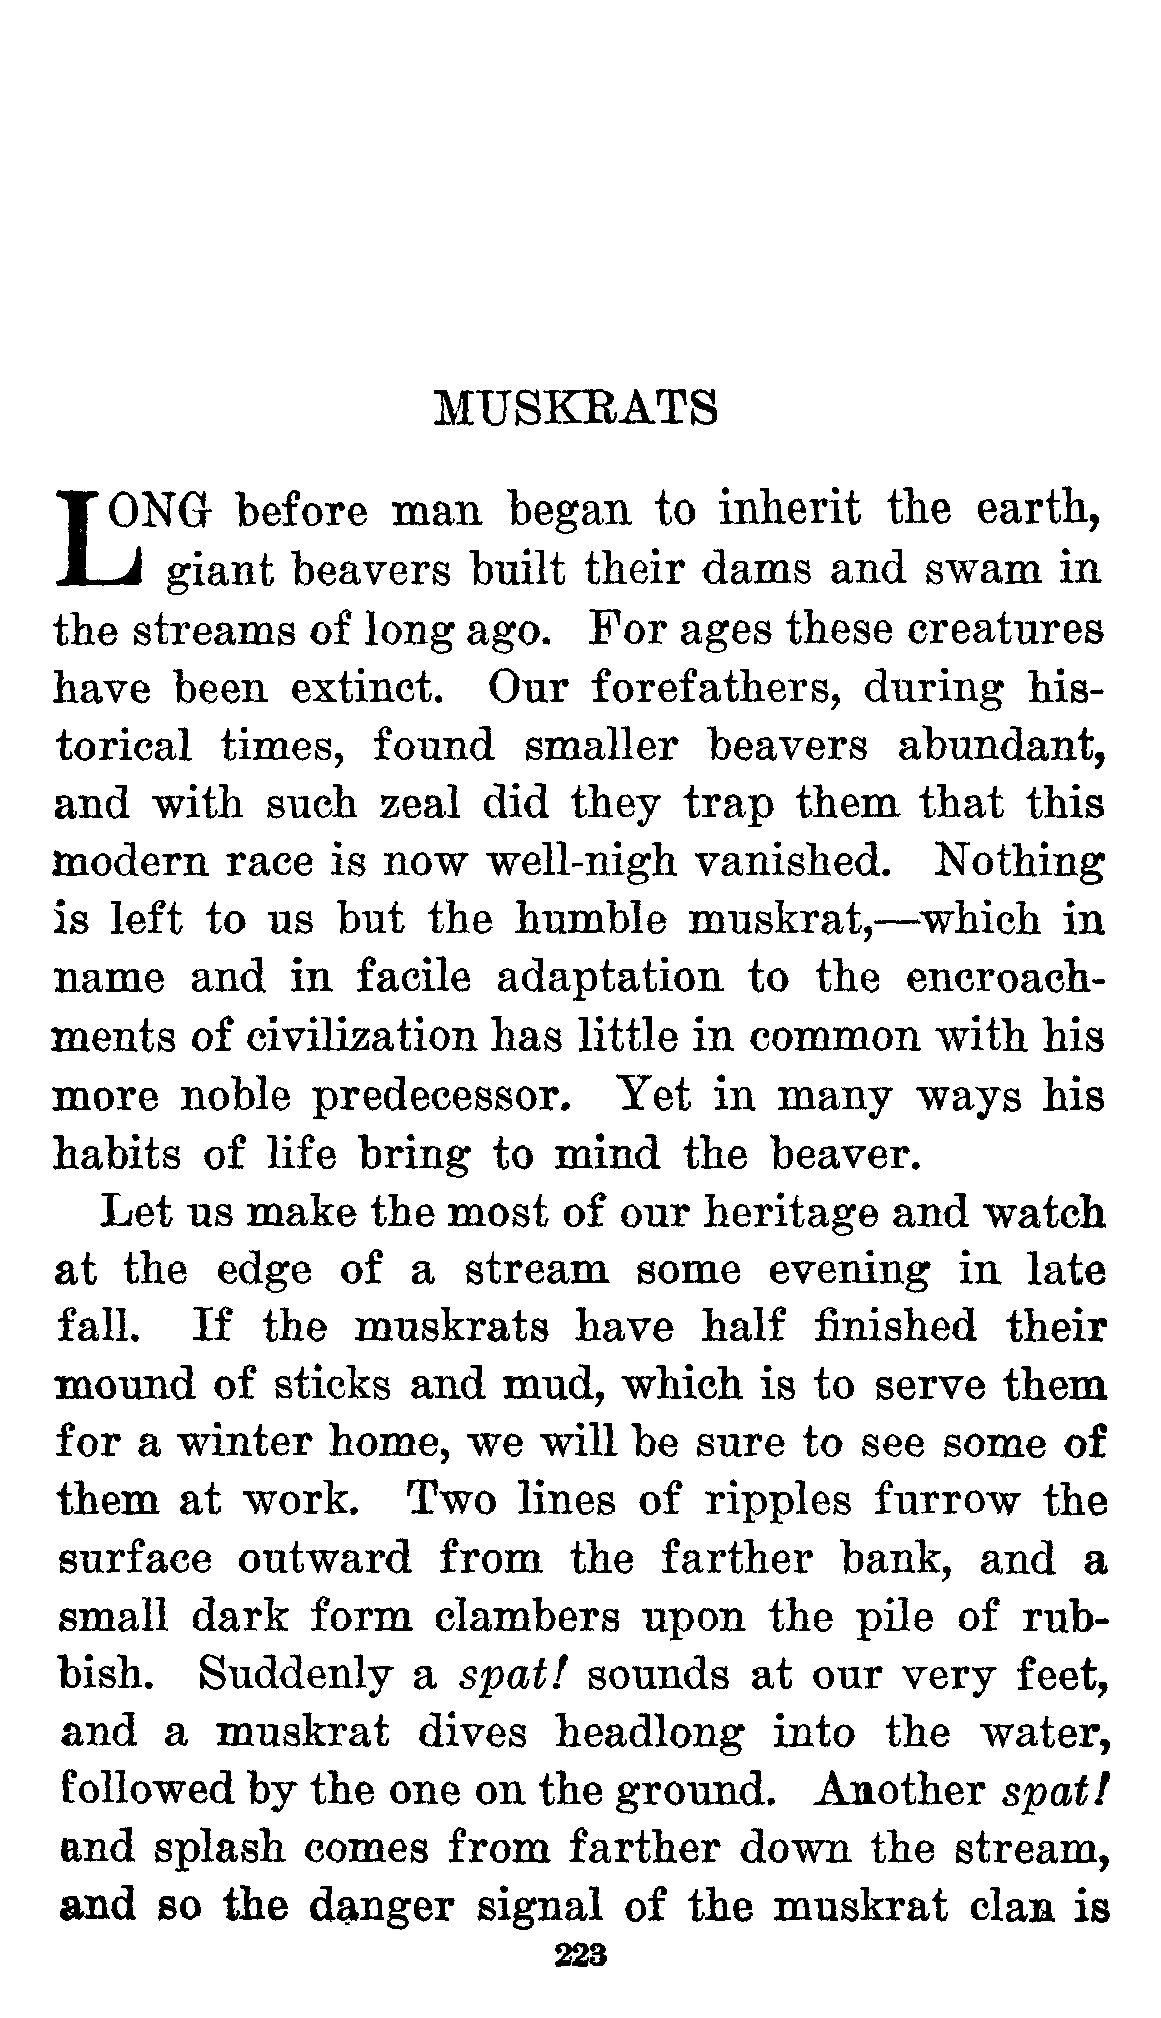 MUSKRATS
LONG before man began to inherit the earth,
giant beavers built their dams and swam in
the streams of long ago. For ages these creatures
have been extinct. Our forefathers, during his-
torical times, found smaller beavers abundant,
and with such zeal did they trap them that this
modern race is now well-nigh vanished. Nothing
is left to us but the humble muskrat,—which in
name and in facile adaptation to the encroach-
ments of civilization has little in common with his
more noble predecessor. Yet in many ways his
habits of life bring to mind the beaver.
Let us make the most of our heritage and watch
at the edge of a stream some evening in late
fall. If the muskrats have half finished their
mound of sticks and mud, which is to serve them
for a winter home, we will be sure to see some of
them at work. Two lines of ripples furrow the
surface outward from the farther bank, and a
small dark form clambers upon the pile of rub-
bish. Suddenly a spat! sounds at our very feet,
and a muskrat dives headlong into the water,
followed by the one on the ground. Another spat!
and splash comes from farther down the stream,
and so the danger signal of the muskrat clan is
223